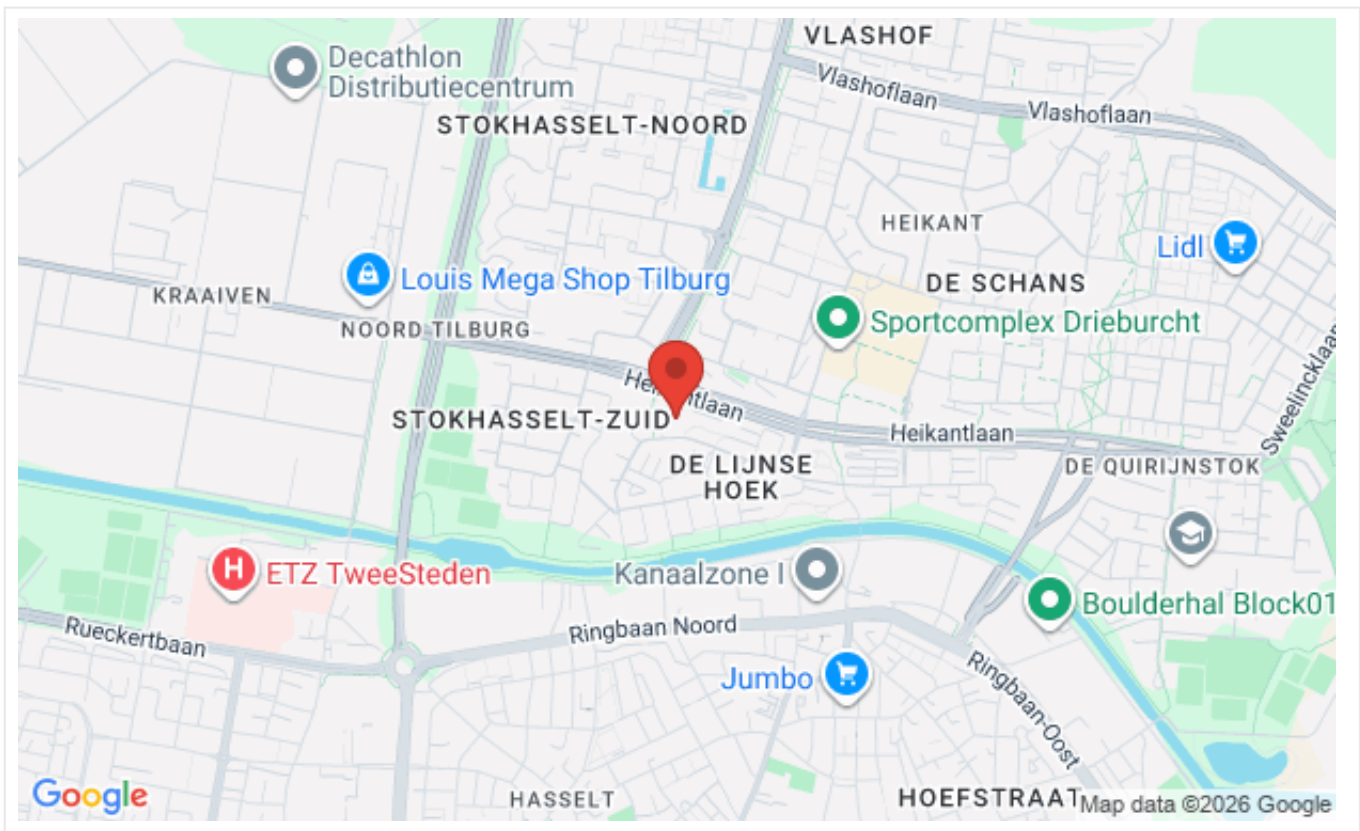 VLASHOF
Decathlon
Distributiecentrum
Vlashoflaan
Vlashoflaan
STOKHASSELT-NOORD
HEIKANT
Lidl
Louis Mega Shop Tilburg
DE SCHANS
KRAAIVEN
NOORD TILBURG
Sportcomplex Drieburcht
Sweelincklaan
Heikantlaan
STOKHASSELT-ZUID
Heikantlaan
DE LIJNSE
HOEK
DE QUIRIJNSTOK
H
ETZ TweeSteden
Kanaalzone I
Boulderhal Block01
Rueckertbaan
Ringbaan Noord
Jumbo
Ringbaan-Oost
Google
HASSELT
HOEFSTRAAT
Map data ©2026 Google